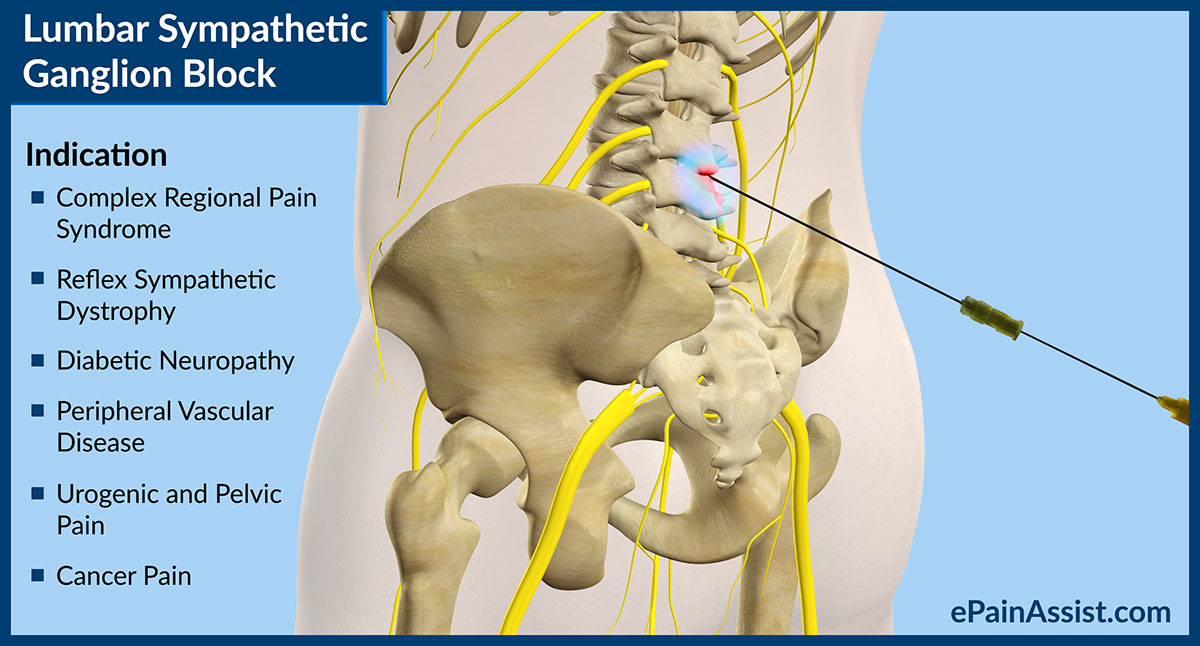 Lumbar Sympathetic
Ganglion Block
Indication
Complex Regional Pain
Syndrome
Reflex Sympathetic
Dystrophy
Diabetic Neuropathy
Peripheral Vascular
Disease
Urogenic and Pelvic
Pain
Cancer Pain
ePainAssist.com